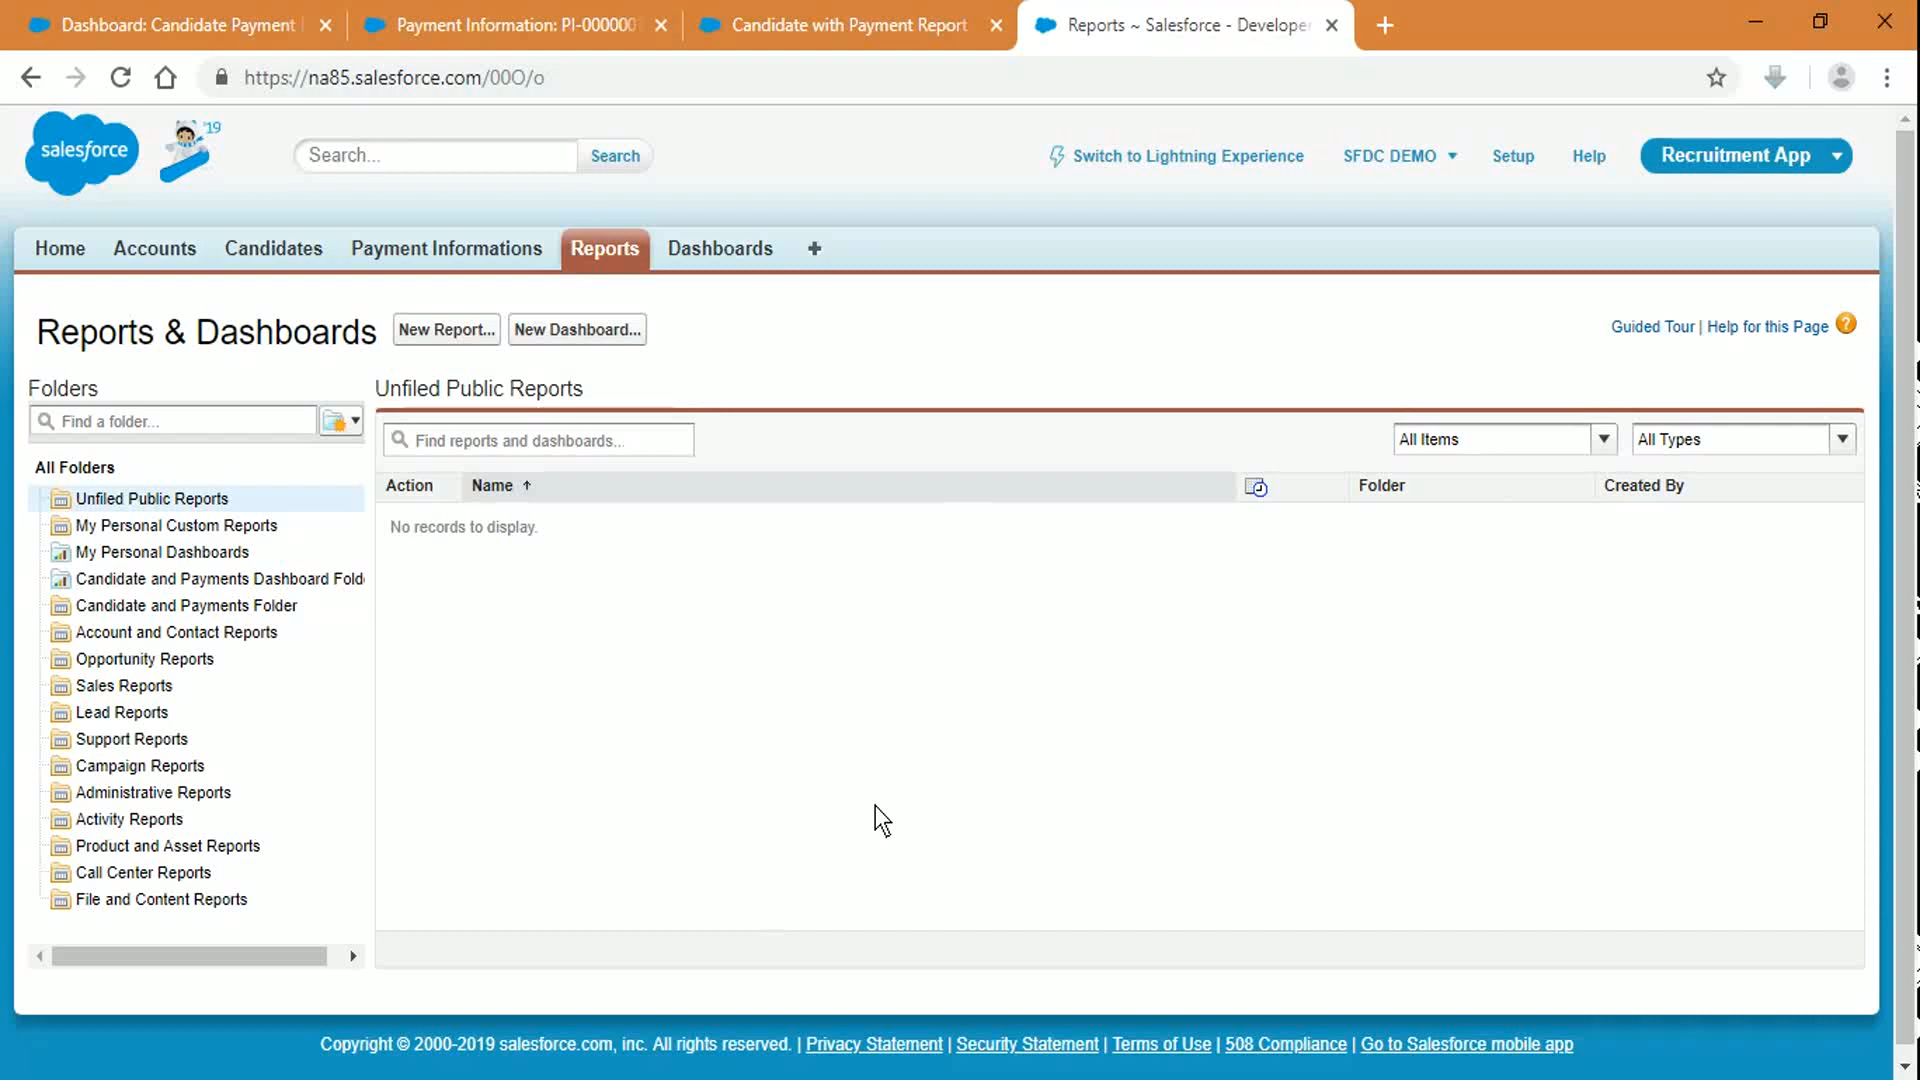 Dashboard: Candidate Payment
Payment Information: PI-0000007
Candidate with Payment Report
Reports ~ Salesforce - Developer
https://na85.salesforce.com/00O/o
salesforce
'19
Search...
Search
Switch to Lightning Experience
SFDC DEMO
Setup
Help
Recruitment App
Home
Accounts
Candidates
Payment Informations
Reports
Dashboards
Reports & Dashboards
New Report...
New Dashboard...
Guided Tour | Help for this Page
?
Folders
Find a folder...
All Folders
Unfiled Public Reports
My Personal Custom Reports
My Personal Dashboards
Candidate and Payments Dashboard Fold
Candidate and Payments Folder
Account and Contact Reports
Opportunity Reports
Sales Reports
Lead Reports
Support Reports
Campaign Reports
Administrative Reports
Activity Reports
Product and Asset Reports
Call Center Reports
File and Content Reports
Unfiled Public Reports
Find reports and dashboards...
All Items
All Types
Action
Name
Folder
Created By
No records to display.
Copyright © 2000-2019 salesforce.com, inc. All rights reserved. | Privacy Statement | Security Statement | Terms of Use | 508 Compliance | Go to Salesforce mobile app